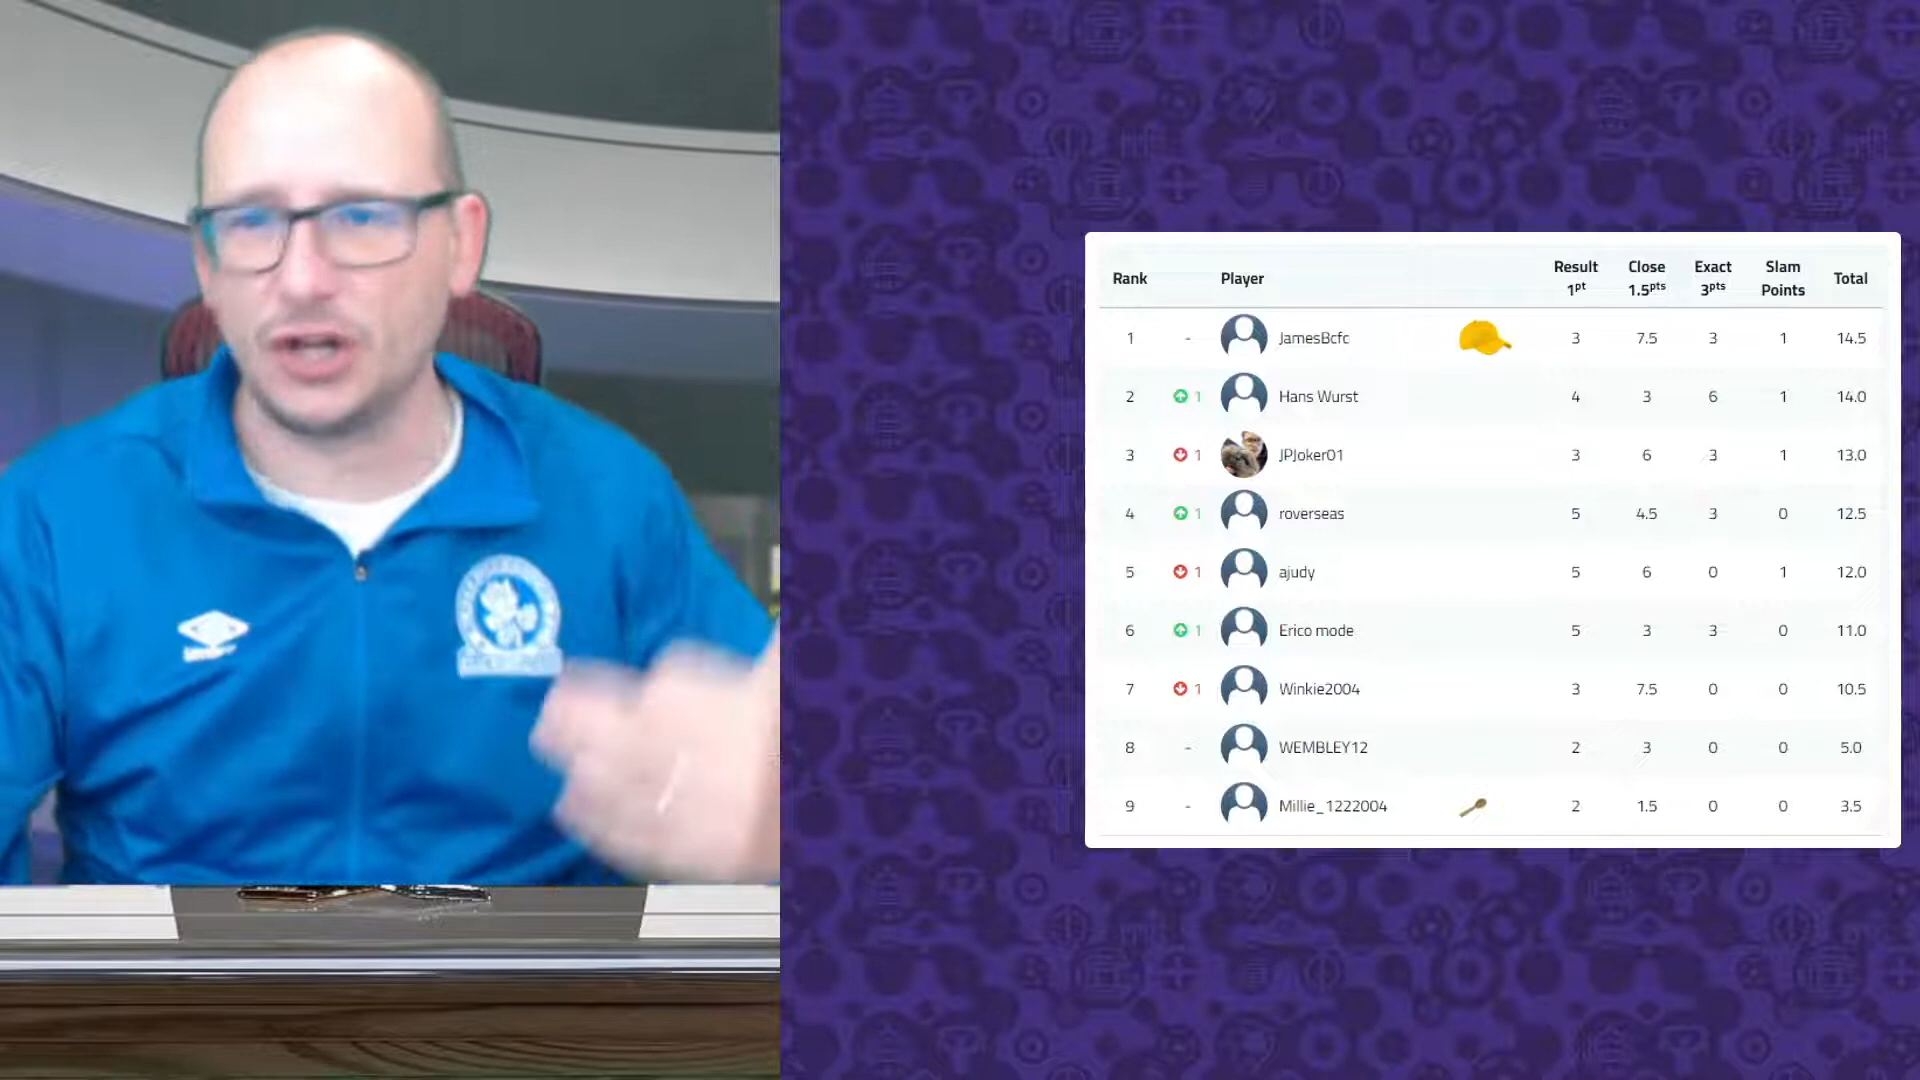 Rank Player Result 1pt Close 1.5pts Exact 3pts Slam Points Total
1 - JamesBcfc 3 7.5 3 1 14.5
2 1 Hans Wurst 4 3 6 1 14.0
3 1 JPJoker01 3 6 3 1 13.0
4 1 roverseas 5 4.5 3 0 12.5
5 1 ajudy 5 6 0 1 12.0
6 1 Erico mode 5 3 3 0 11.0
7 1 Winkie2004 3 7.5 0 0 10.5
8 - WEMBLEY12 2 3 0 0 5.0
9 - Millie_1222004 2 1.5 0 0 3.5